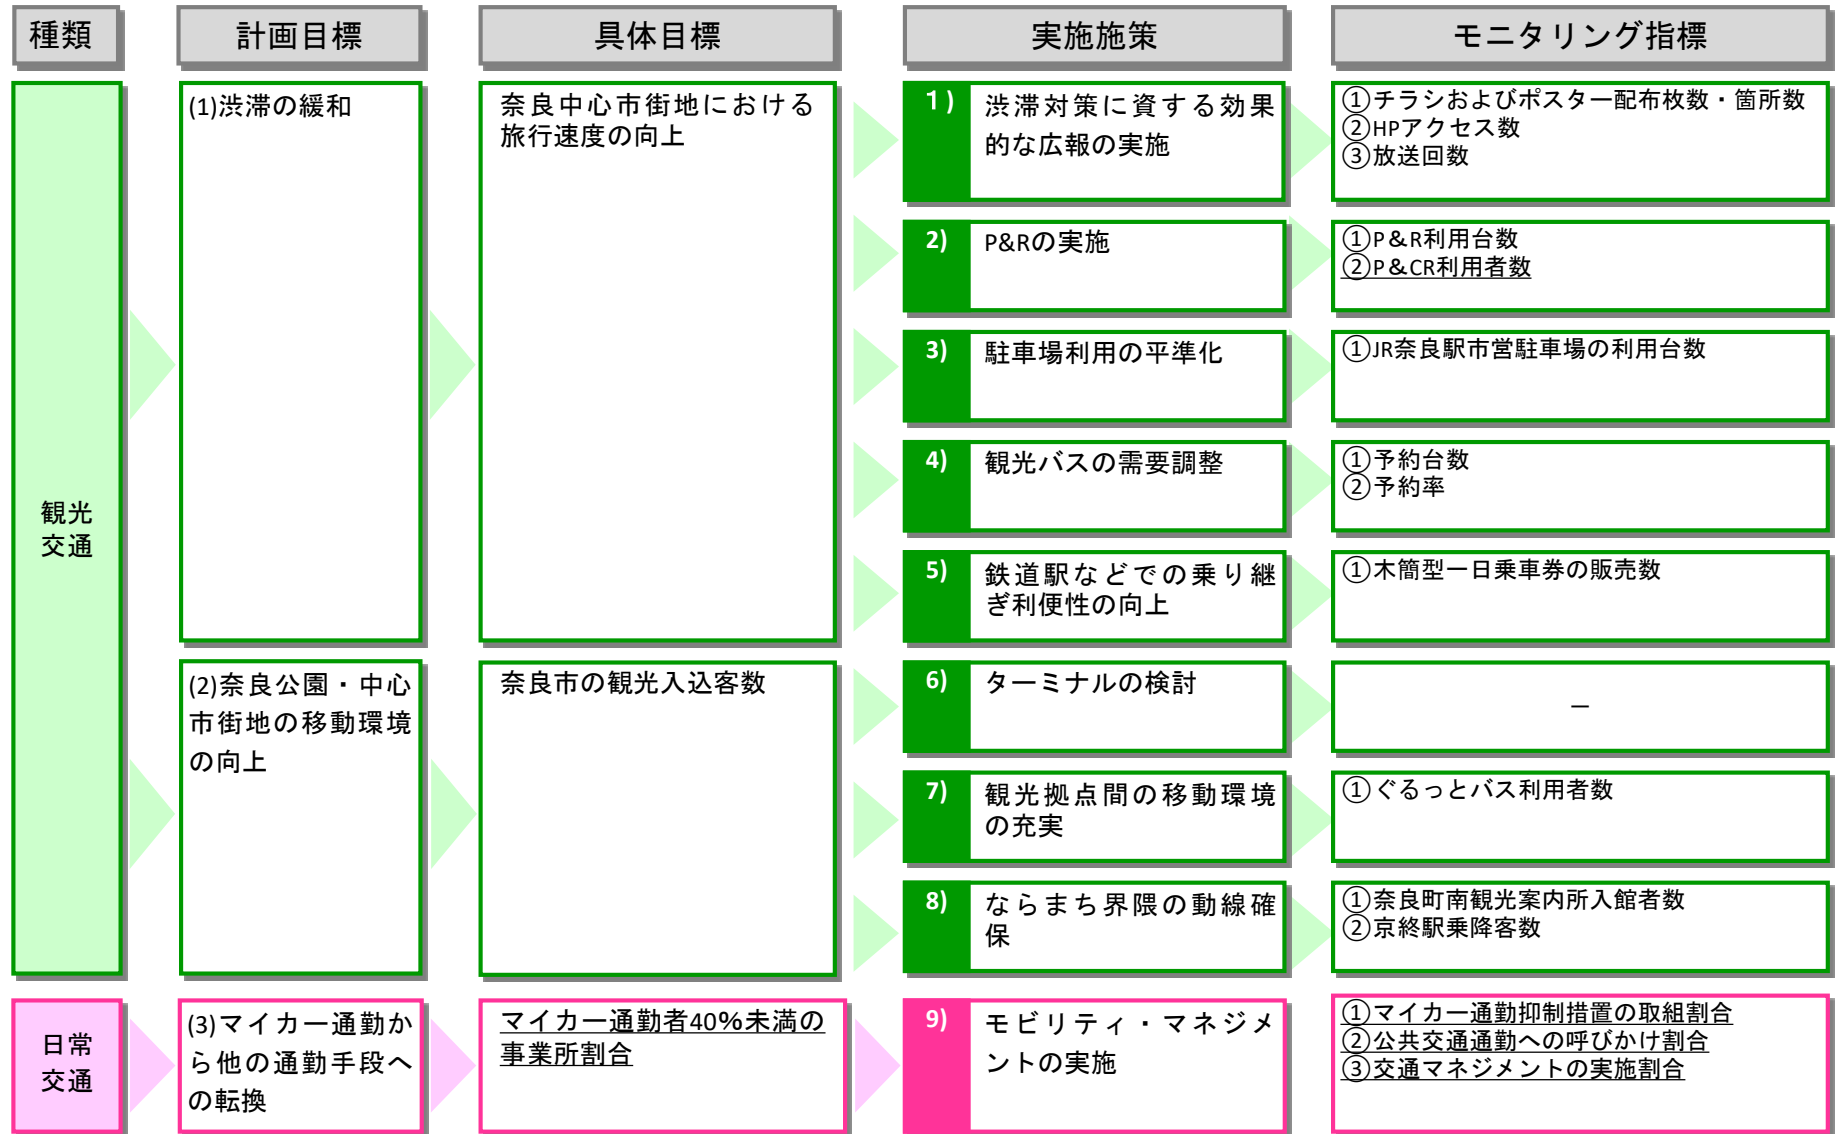 種類
計画目標
具体目標
実施施策
モニタリング指標
観光
交通
(1)渋滞の緩和
奈良中心市街地における
旅行速度の向上
1)
渋滞対策に資する効果
的な広報の実施
①チラシおよびポスター配布枚数・箇所数
②HPアクセス数
③放送回数
2)
P&Rの実施
①P&R利用台数
②P&CR利用者数
3)
駐車場利用の平準化
①JR奈良駅市営駐車場の利用台数
4)
観光バスの需要調整
①予約台数
②予約率
5)
鉄道駅などでの乗り継
ぎ利便性の向上
①木簡型一日乗車券の販売数
(2)奈良公園・中心
市街地の移動環境
の向上
奈良市の観光入込客数
6)
ターミナルの検討
－
7)
観光拠点間の移動環境
の充実
①ぐるっとバス利用者数
8)
ならまち界隈の動線確
保
①奈良町南観光案内所入館者数
②京終駅乗降客数
日常
交通
(3)マイカー通勤か
ら他の通勤手段へ
の転換
マイカー通勤者40%未満の
事業所割合
9)
モビリティ・マネジメ
ントの実施
①マイカー通勤抑制措置の取組割合
②公共交通通勤への呼びかけ割合
③交通マネジメントの実施割合